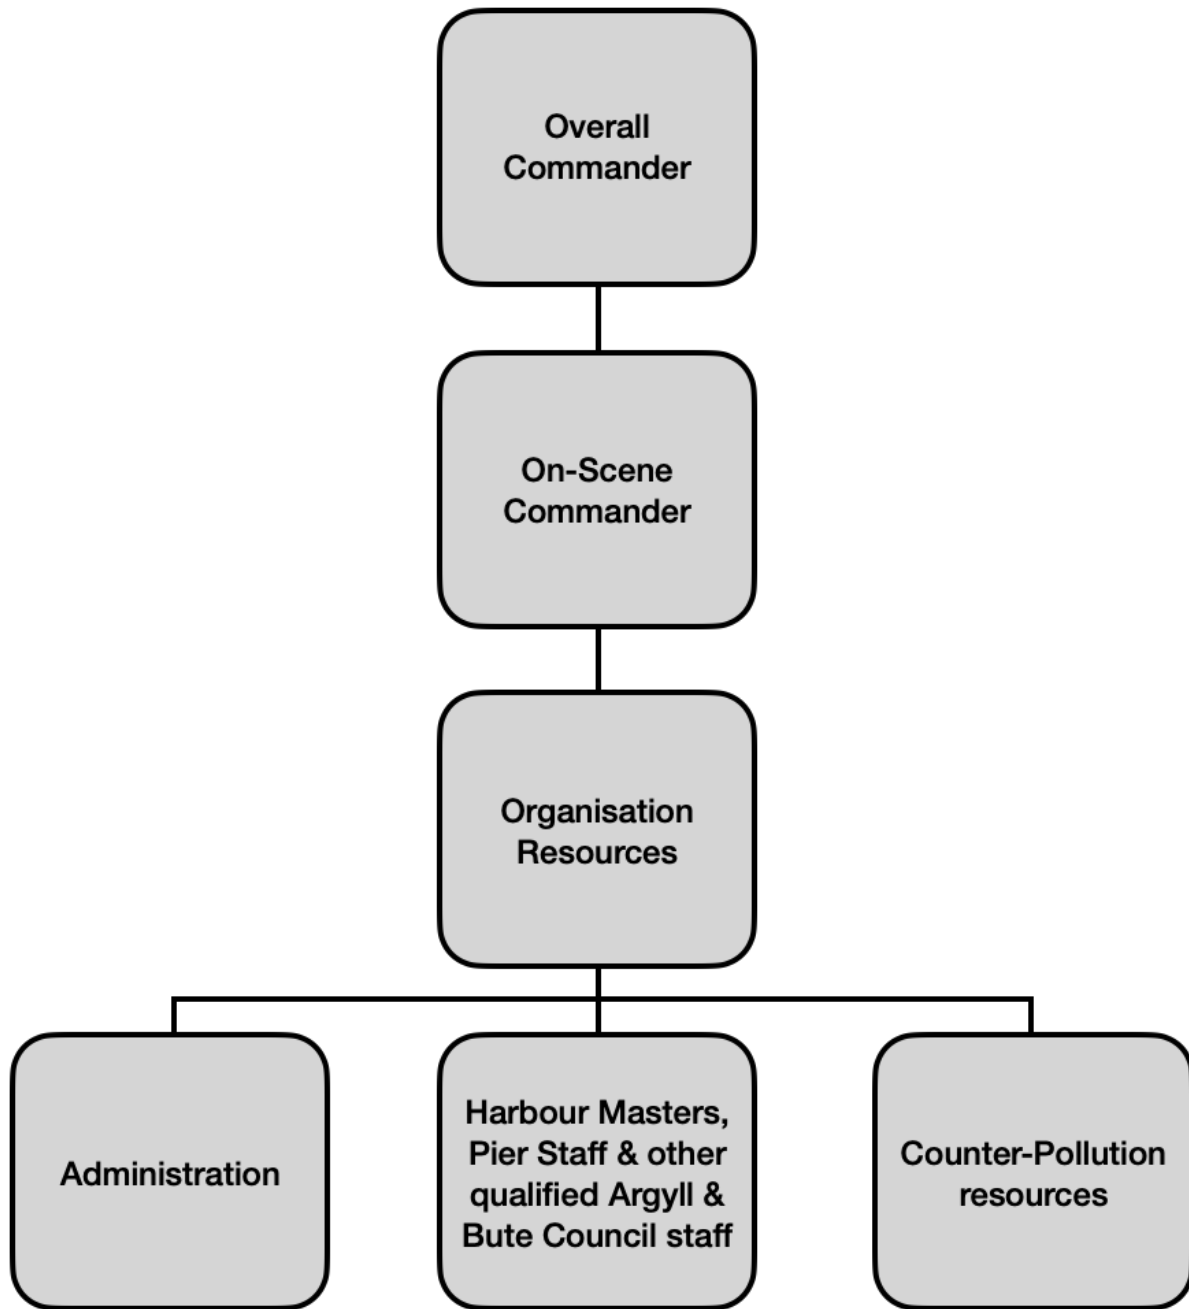 Overall
Commander
On-Scene
Commander
Organisation
Resources
Administration
Harbour Masters,
Pier Staff & other
qualified Argyll &
Bute Council staff
Counter-Pollution
resources